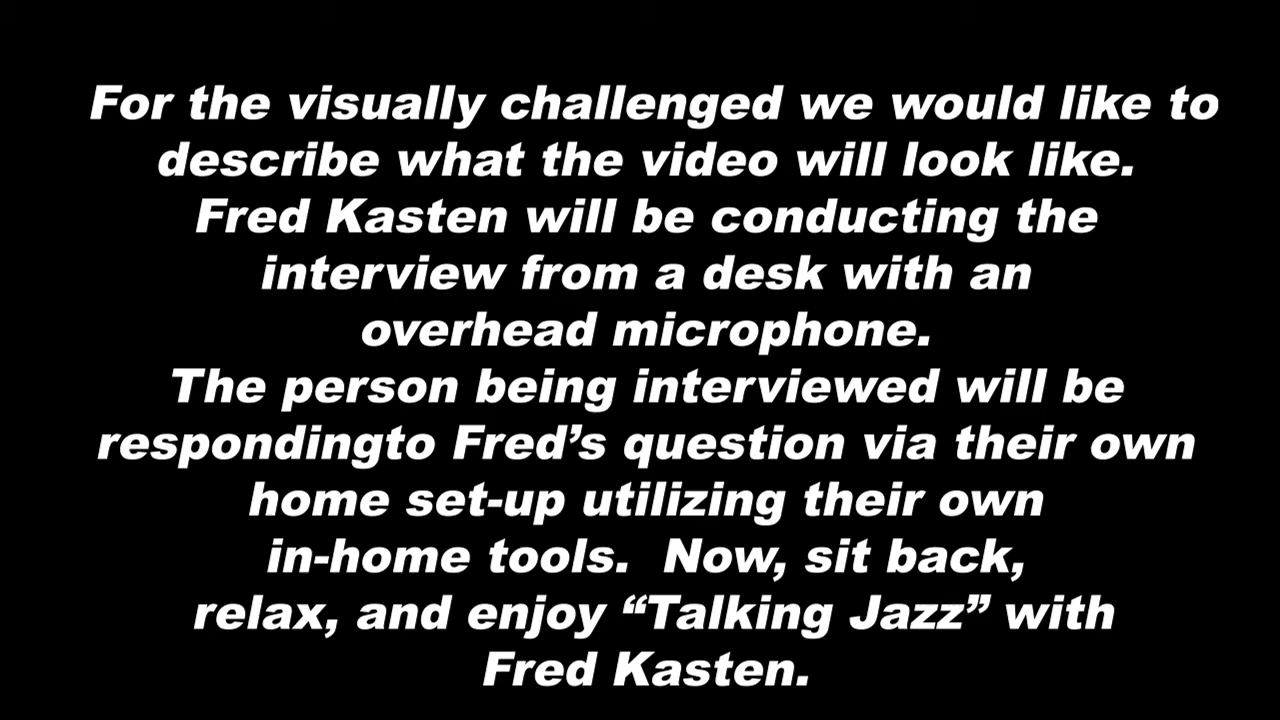 For the visually challenged we would like to
describe what the video will look like.
Fred Kasten will be conducting the
interview from a desk with an
overhead microphone.
The person being interviewed will be
respondingto Fred’s question via their own
home set-up utilizing their own
in-home tools.  Now, sit back,
relax, and enjoy “Talking Jazz” with
Fred Kasten.